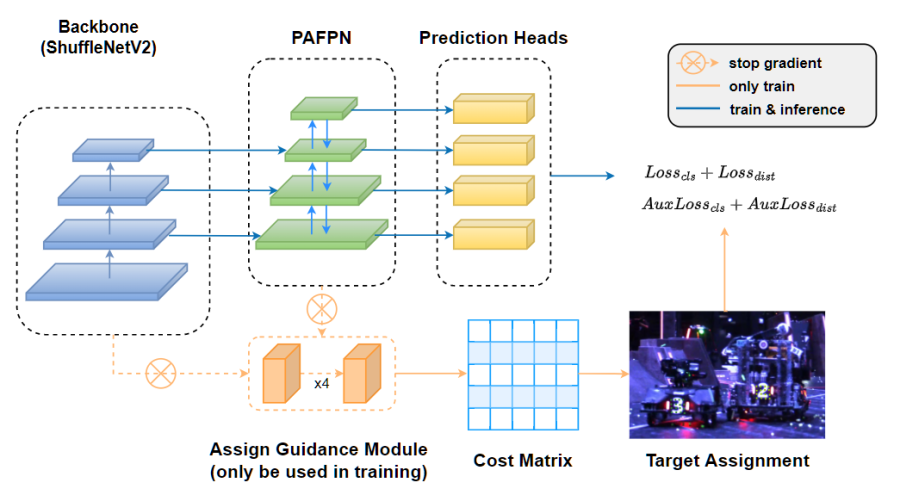 Backbone
(ShuffleNetV2)
PAFPN
Prediction Heads
stop gradient
only train
train & inference
Loss_{cls} + Loss_{dist}
AuxLoss_{cls} + AuxLoss_{dist}
x4
3
2
Assign Guidance Module
(only be used in training)
Cost Matrix
Target Assignment